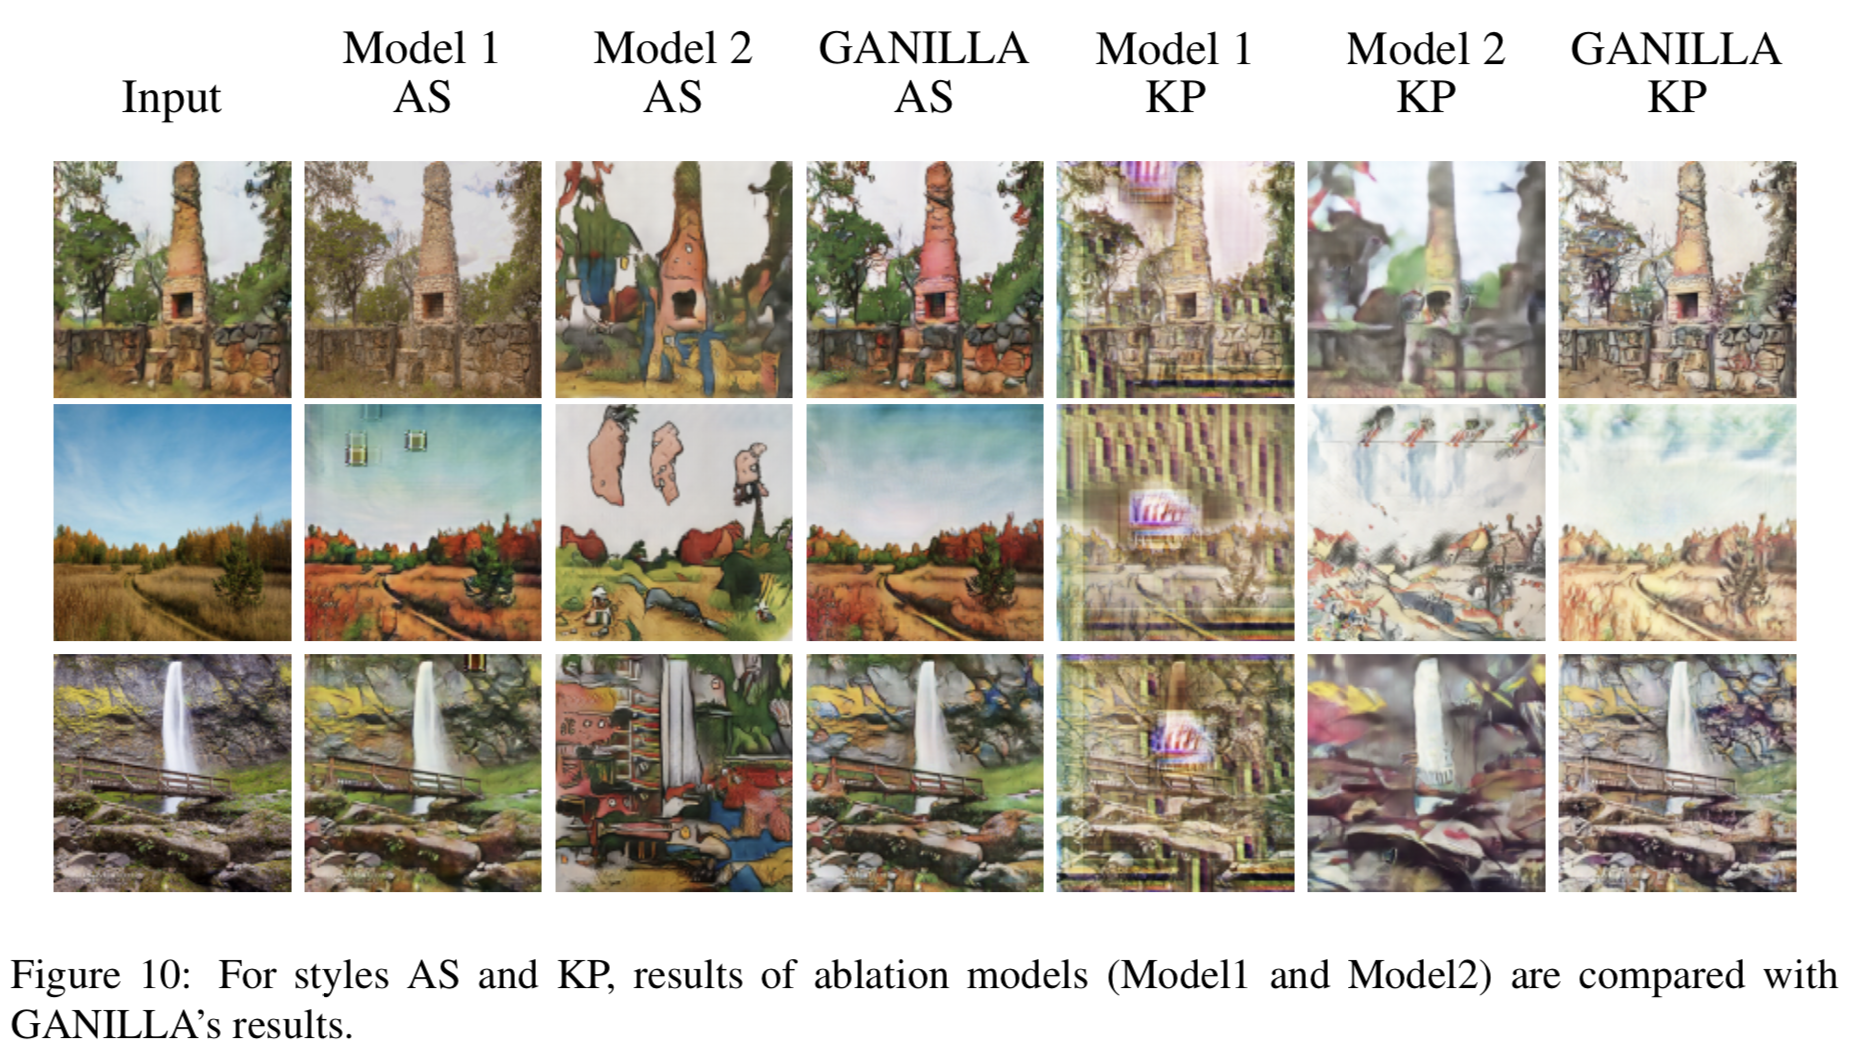 Input
Model 1
AS
Model 2
AS
GANILLA
AS
Model 1
KP
Model 2
KP
GANILLA
KP
Figure 10: For styles AS and KP, results of ablation models (Model1 and Model2) are compared with
GANILLA's results.